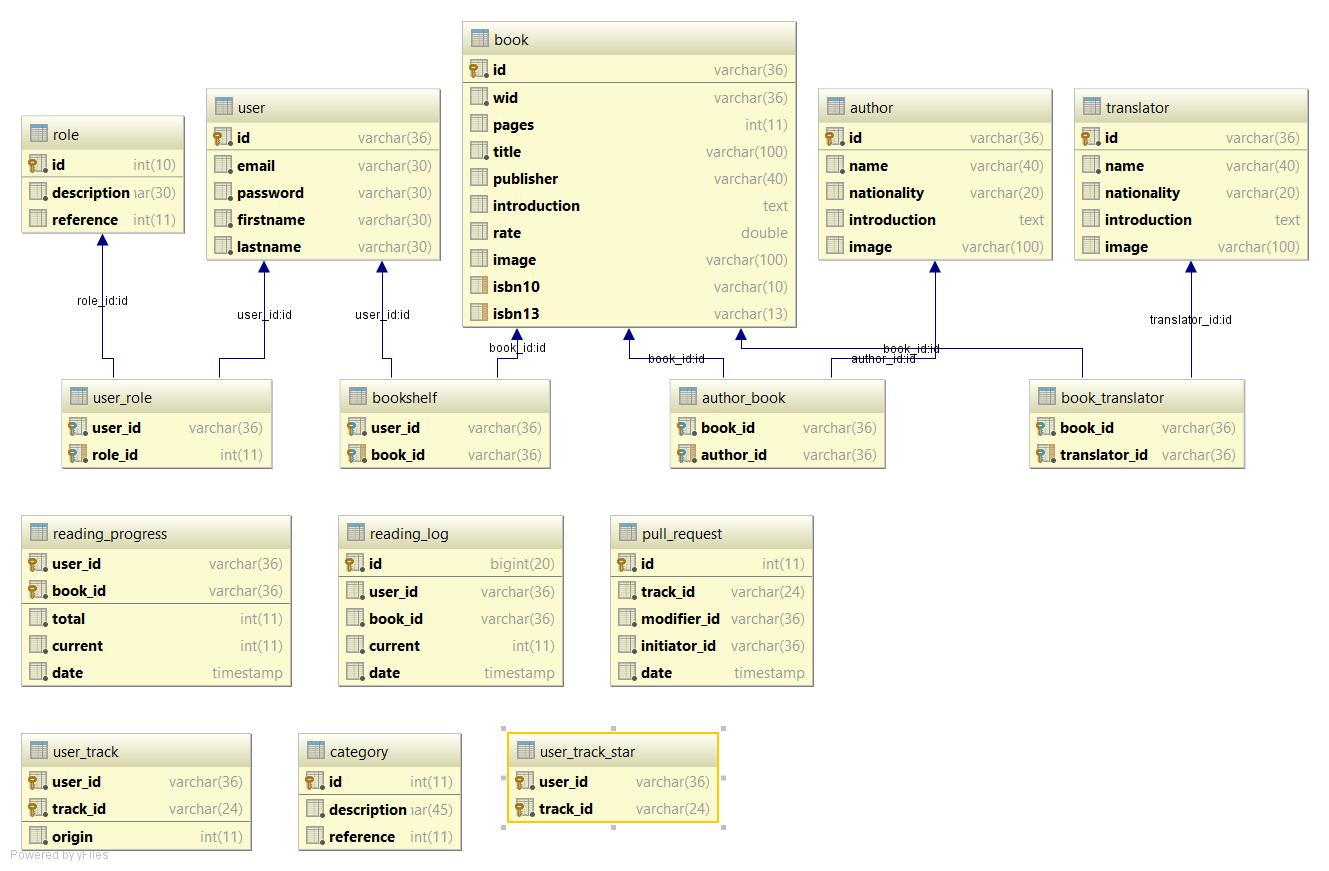 book
id varchar(36)
wid varchar(36)
pages int(11)
title varchar(100)
publisher varchar(40)
introduction text
rate double
image varchar(100)
isbn10 varchar(10)
isbn13 varchar(13)
user
id varchar(36)
email varchar(30)
password varchar(30)
firstname varchar(30)
lastname varchar(30)
author
id varchar(36)
name varchar(40)
nationality varchar(20)
introduction text
image varchar(100)
translator
id varchar(36)
name varchar(40)
nationality varchar(20)
introduction text
image varchar(100)
role
id int(10)
description ar(30)
reference int(11)
role_id:id
user_id:id
user_id:id
book_id:id
book_id:id
book_id:id
author_id:id
translator_id:id
user_role
user_id varchar(36)
role_id int(11)
bookshelf
user_id varchar(36)
book_id varchar(36)
author_book
book_id varchar(36)
author_id varchar(36)
book_translator
book_id varchar(36)
translator_id varchar(36)
reading_progress
user_id varchar(36)
book_id varchar(36)
total int(11)
current int(11)
date timestamp
reading_log
id bigint(20)
user_id varchar(36)
book_id varchar(36)
current int(11)
date timestamp
pull_request
id int(11)
track_id varchar(24)
modifier_id varchar(36)
initiator_id varchar(36)
date timestamp
user_track
user_id varchar(36)
track_id varchar(24)
origin int(11)
category
id int(11)
description ar(45)
reference int(11)
user_track_star
user_id varchar(36)
track_id varchar(24)
Powered by yFiles